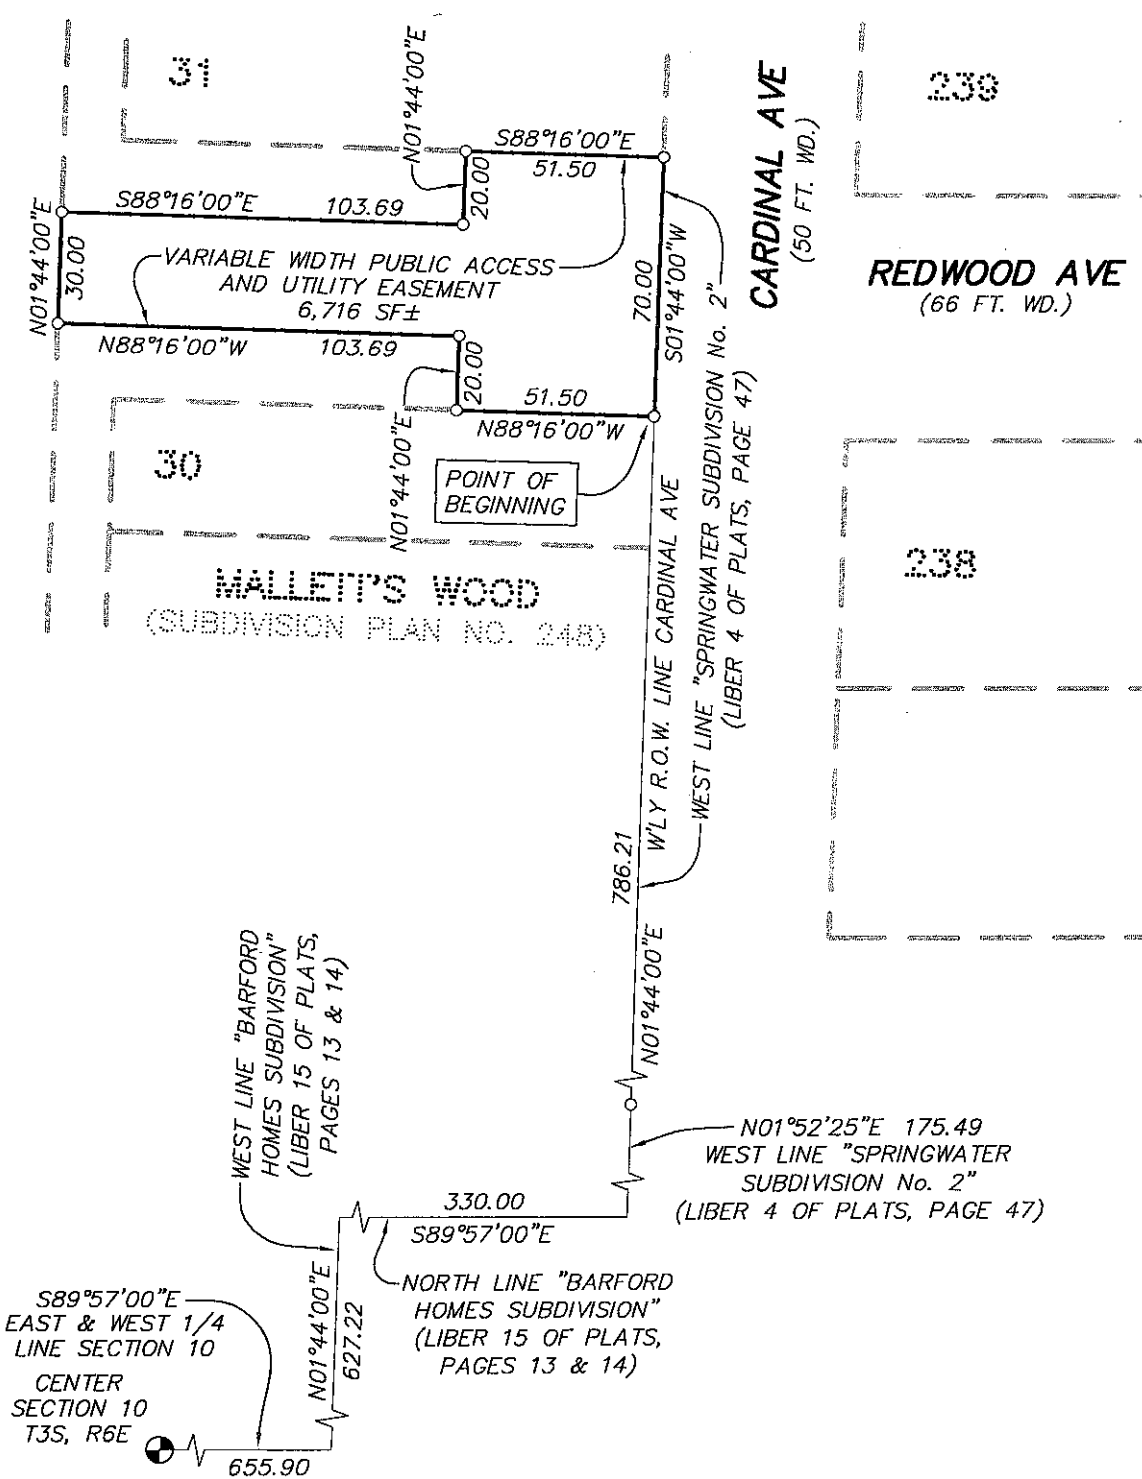 31
N01°44'00"E
S88°16'00"E
51.50
20.00
CARDINAL AVE
(50 FT. WD.)
239
S88°16'00"E
103.69
N01°44'00"E
30.00
VARIABLE WIDTH PUBLIC ACCESS
AND UTILITY EASEMENT
6,716 SF±
70.00
S01°44'00"W
REDWOOD AVE
(66 FT. WD.)
N88°16'00"W
103.69
20.00
N01°44'00"E
51.50
N88°16'00"W
30
POINT OF
BEGINNING
WEST LINE "SPRINGWATER SUBDIVISION No. 2"
(LIBER 4 OF PLATS, PAGE 47)
238
MALLETT'S WOOD
(SUBDIVISION PLAN NO. 248)
W'LY R.O.W. LINE CARDINAL AVE
786.21
N01°44'00"E
WEST LINE "BARFORD
HOMES SUBDIVISION"
(LIBER 15 OF PLATS,
PAGES 13 & 14)
N01°52'25"E 175.49
WEST LINE "SPRINGWATER
SUBDIVISION No. 2"
(LIBER 4 OF PLATS, PAGE 47)
330.00
S89°57'00"E
NORTH LINE "BARFORD
HOMES SUBDIVISION"
(LIBER 15 OF PLATS,
PAGES 13 & 14)
N01°44'00"E
627.22
S89°57'00"E
EAST & WEST 1/4
LINE SECTION 10
CENTER
SECTION 10
T3S, R6E
655.90